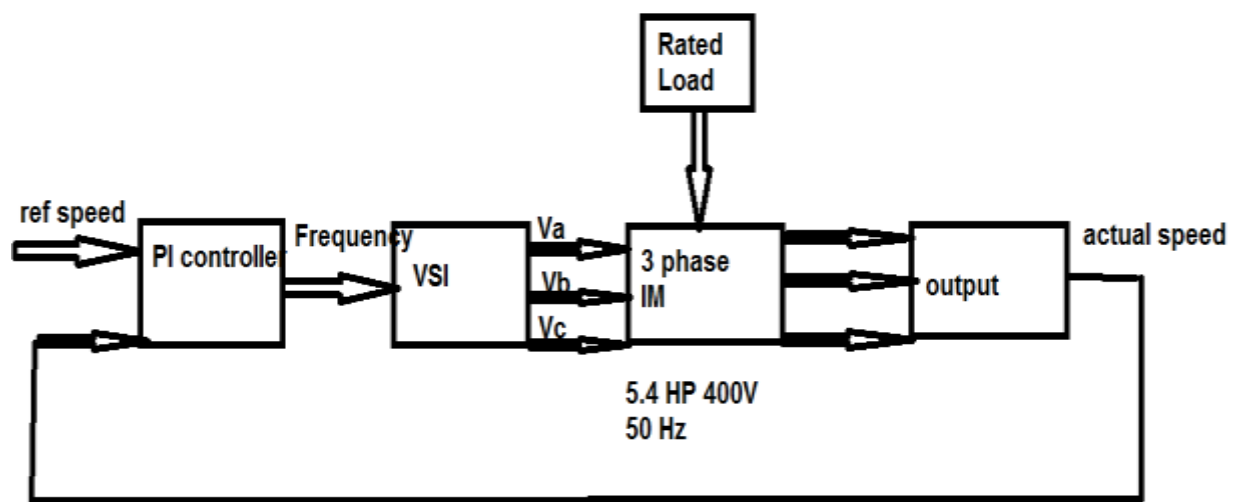 Rated
Load
ref speed
PI controller
Frequency
VSI
Va
Vb
Vc
3 phase
IM
output
actual speed
5.4 HP 400V
50 Hz